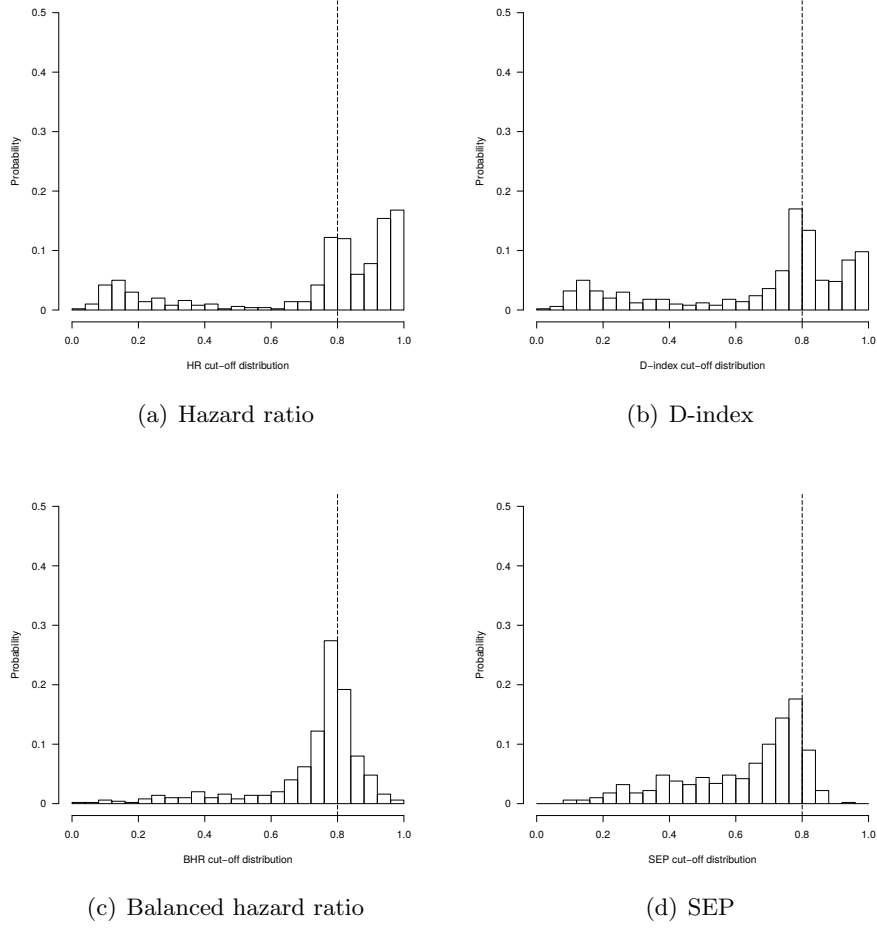 0.5
0.4
0.3
0.2
0.1
0
Probability
0.0 0.2 0.4 0.6 0.8 1.0
HR cut−off distribution
(a) Hazard ratio
0.5
0.4
0.3
0.2
0.1
0
Probability
0.0 0.2 0.4 0.6 0.8 1.0
D−index cut−off distribution
(b) D-index
0.5
0.4
0.3
0.2
0.1
0
Probability
0.0 0.2 0.4 0.6 0.8 1.0
BHR cut−off distribution
(c) Balanced hazard ratio
0.5
0.4
0.3
0.2
0.1
0
Probability
0.0 0.2 0.4 0.6 0.8 1.0
SEP cut−off distribution
(d) SEP